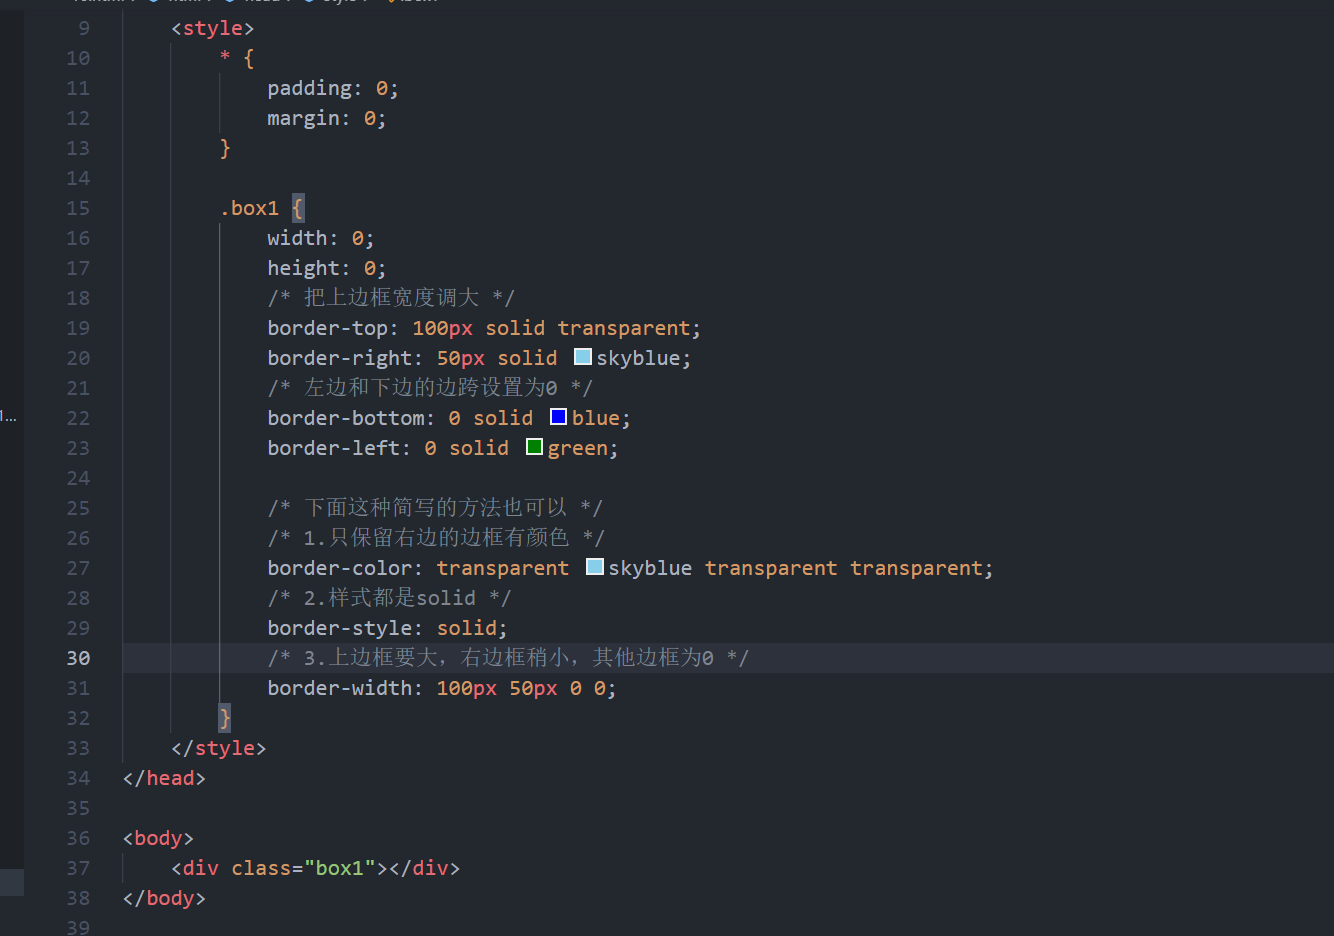 9 <style>
10 * {
11 padding: 0;
12 margin: 0;
13 }
14
15 .box1 {
16 width: 0;
17 height: 0;
18 /* 把上边框宽度调大 */
19 border-top: 100px solid transparent;
20 border-right: 50px solid skyblue;
21 /* 左边和下边的边跨设置为0 */
22 border-bottom: 0 solid blue;
23 border-left: 0 solid green;
24
25 /* 下面这种简写的方法也可以 */
26 /* 1.只保留右边的边框有颜色 */
27 border-color: transparent skyblue transparent transparent;
28 /* 2.样式都是solid */
29 border-style: solid;
30 /* 3.上边框要大，右边框稍小，其他边框为0 */
31 border-width: 100px 50px 0 0;
32 }
33 </style>
34 </head>
35
36 <body>
37 <div class="box1"></div>
38 </body>
39